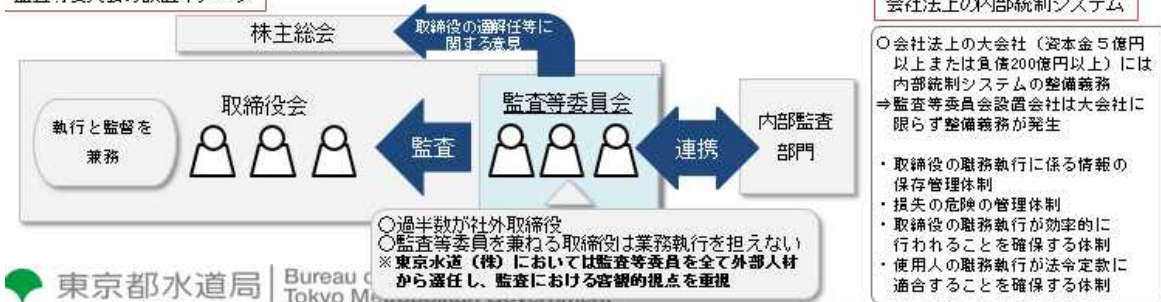 株主総会
取締役の選解任等に
関する意見
執行と監督を
兼務
取締役会
監査
監査等委員会
連携
内部監査
部門
○過半数が社外取締役
○監査等委員を兼ねる取締役は業務執行を担えない
※東京水道（株）においては監査等委員を全て外部人材
から選任し、監査における客観的視点を重視
東京都水道局
Bureau
Tokyo
会社法上の内部統制システム
○会社法上の大会社（資本金５億円
以上または負債200億円以上）には
内部統制システムの整備義務
⇒監査等委員会設置会社は大会社に
限らず整備義務が発生
・取締役の職務執行に係る情報の
保存管理体制
・損失の危険の管理体制
・取締役の職務執行が効率的に
行われることを確保する体制
・使用人の職務執行が法令定款に
適合することを確保する体制